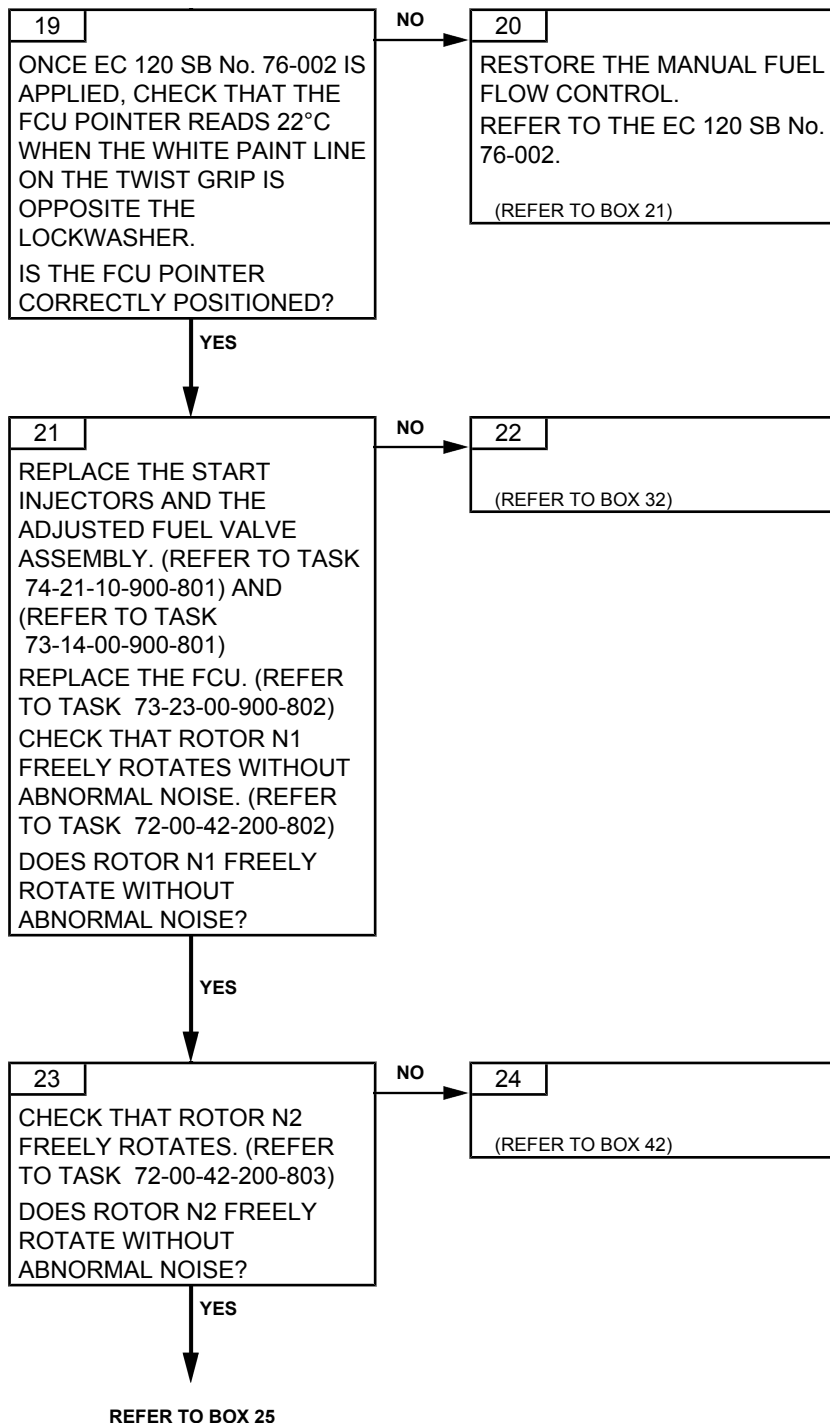 19
ONCE EC 120 SB No. 76-002 IS
APPLIED, CHECK THAT THE
FCU POINTER READS 22°C
WHEN THE WHITE PAINT LINE
ON THE TWIST GRIP IS
OPPOSITE THE
LOCKWASHER.
IS THE FCU POINTER
CORRECTLY POSITIONED?
NO
20
RESTORE THE MANUAL FUEL
FLOW CONTROL.
REFER TO THE EC 120 SB No.
76-002.
(REFER TO BOX 21)
YES
21
REPLACE THE START
INJECTORS AND THE
ADJUSTED FUEL VALVE
ASSEMBLY. (REFER TO TASK
74-21-10-900-801) AND
(REFER TO TASK
73-14-00-900-801)
REPLACE THE FCU. (REFER
TO TASK 73-23-00-900-802)
CHECK THAT ROTOR N1
FREELY ROTATES WITHOUT
ABNORMAL NOISE. (REFER
TO TASK 72-00-42-200-802)
DOES ROTOR N1 FREELY
ROTATE WITHOUT
ABNORMAL NOISE?
NO
22
(REFER TO BOX 32)
YES
23
CHECK THAT ROTOR N2
FREELY ROTATES. (REFER
TO TASK 72-00-42-200-803)
DOES ROTOR N2 FREELY
ROTATE WITHOUT
ABNORMAL NOISE?
NO
24
(REFER TO BOX 42)
YES
REFER TO BOX 25